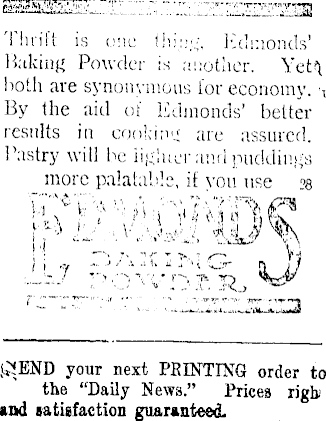 Thrift is one thing, Edmonds'
Baking Powder is another. Yet
both are synonymous for economy.
By the aid of Edmonds' better
results in cooking are assured.
Pastry will be lighter and puddings
more palatable, if you use 28
EDMONDS
BAKING
POWDER
SEND your next PRINTING order to
the "Daily News." Prices righ
and satisfaction guaranteed.